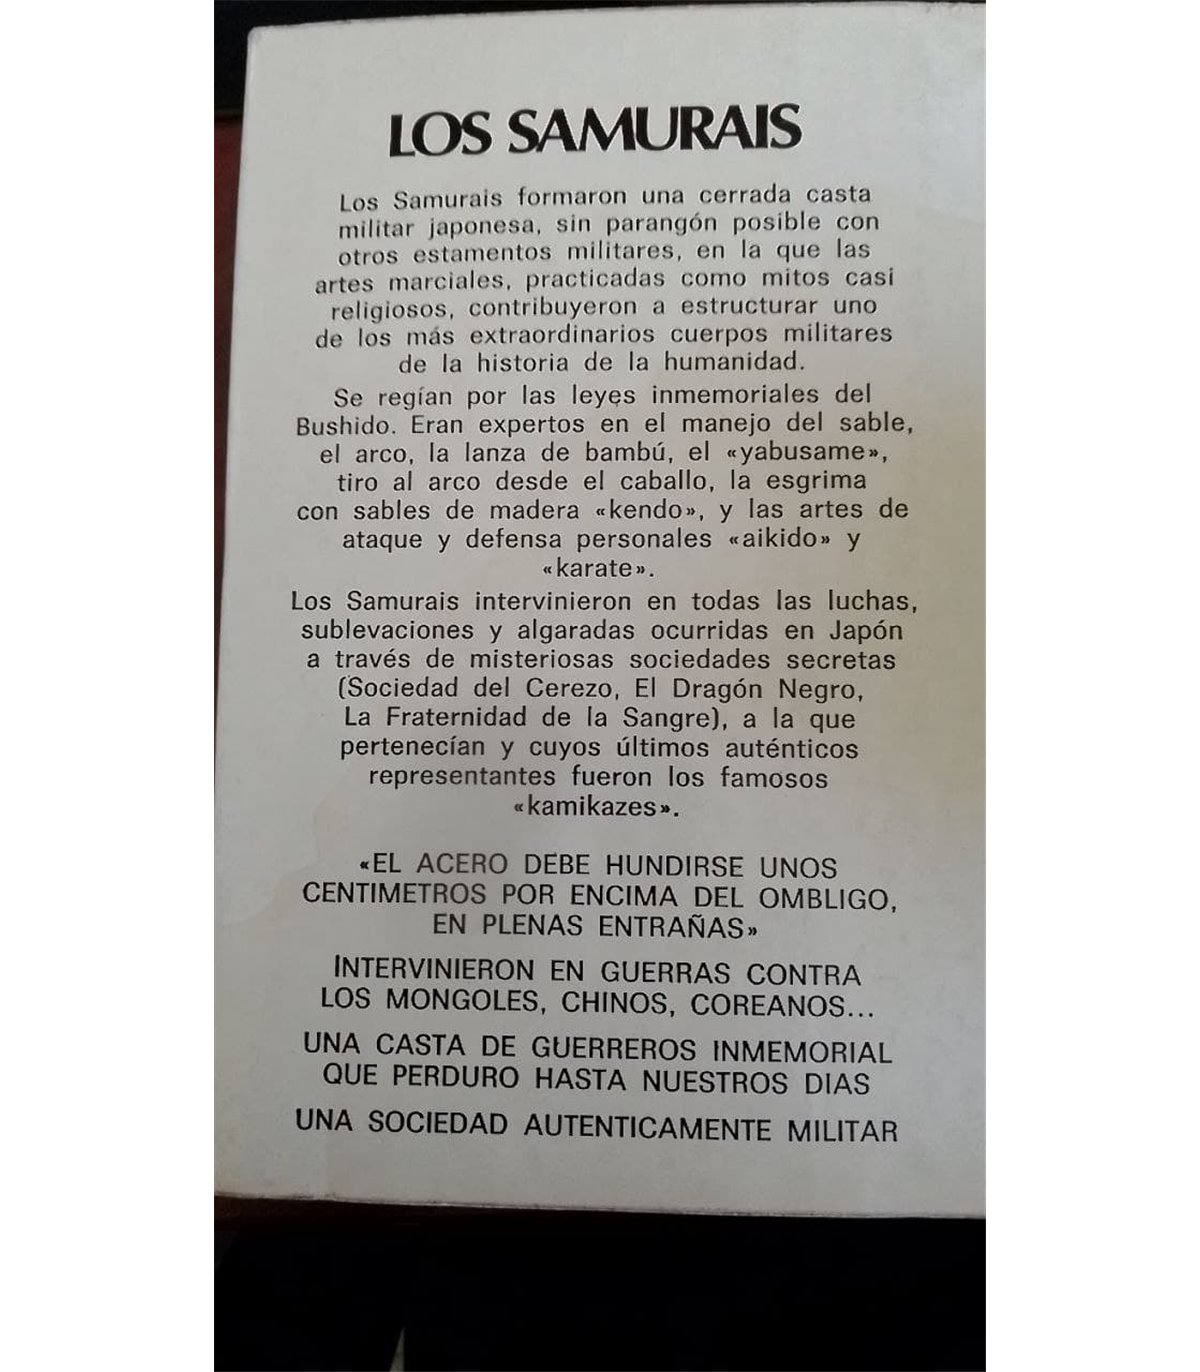 LOS SAMURAIS
Los Samurais formaron una cerrada casta
militar japonesa, sin parangón posible con
otros estamentos militares, en la que las
artes marciales, practicadas como mitos casi
religiosos, contribuyeron a estructurar uno
de los más extraordinarios cuerpos militares
de la historia de la humanidad.
Se regían por las leyes inmemoriales del
Bushido. Eran expertos en el manejo del sable,
el arco, la lanza de bambú, el «yabusame»,
tiro al arco desde el caballo, la esgrima
con sables de madera «kendo», y las artes de
ataque y defensa personales «aikido» y
«karate».
Los Samurais intervinieron en todas las luchas,
sublevaciones y algaradas ocurridas en Japón
a través de misteriosas sociedades secretas
(Sociedad del Cerezo, El Dragón Negro,
La Fraternidad de la Sangre), a la que
pertenecían y cuyos últimos auténticos
representantes fueron los famosos
«kamikazes».
«EL ACERO DEBE HUNDIRSE UNOS
CENTIMETROS POR ENCIMA DEL OMBLIGO,
EN PLENAS ENTRAÑAS»
INTERVINIERON EN GUERRAS CONTRA
LOS MONGOLES, CHINOS, COREANOS...
UNA CASTA DE GUERREROS INMEMORIAL
QUE PERDURO HASTA NUESTROS DIAS
UNA SOCIEDAD AUTENTICAMENTE MILITAR